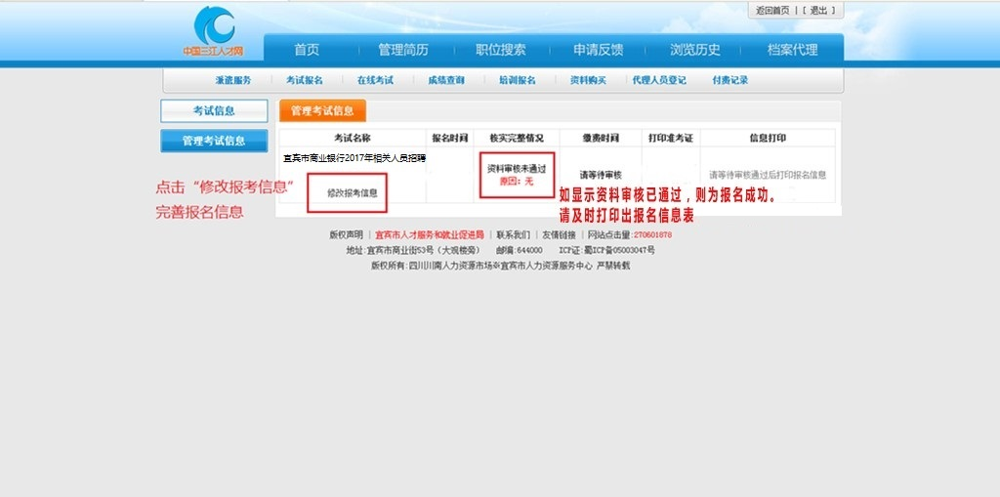 返回首页 | [ 退出 ]
中国三江人才网
首页 管理简历 职位搜索 申请反馈 浏览历史 档案代理
派遣服务 考试报名 在线考试 成绩查询 培训报名 资料购买 代理人员登记 付费记录
考试信息
管理考试信息
管理考试信息
考试名称 报名时间 核实完整情况 缴费时间 打印准考证 信息打印
宜宾市商业银行2017年相关人员招聘
资料审核未通过
原因：无
请等待审核
请等待审核通过后打印报名信息
修改报考信息
点击“修改报考信息”
完善报名信息
如显示资料审核已通过，则为报名成功。
请及时打印出报名信息表
版权声明 | 宜宾市人才服务和就业促进局 | 联系我们 | 友情链接 | 网站点击量:270601878
地址:宜宾市商业街53号（大观楼旁） 邮编:644000 ICP证:蜀ICP备05003047号
版权所有:四川川南人力资源市场※宜宾市人力资源服务中心 严禁转载